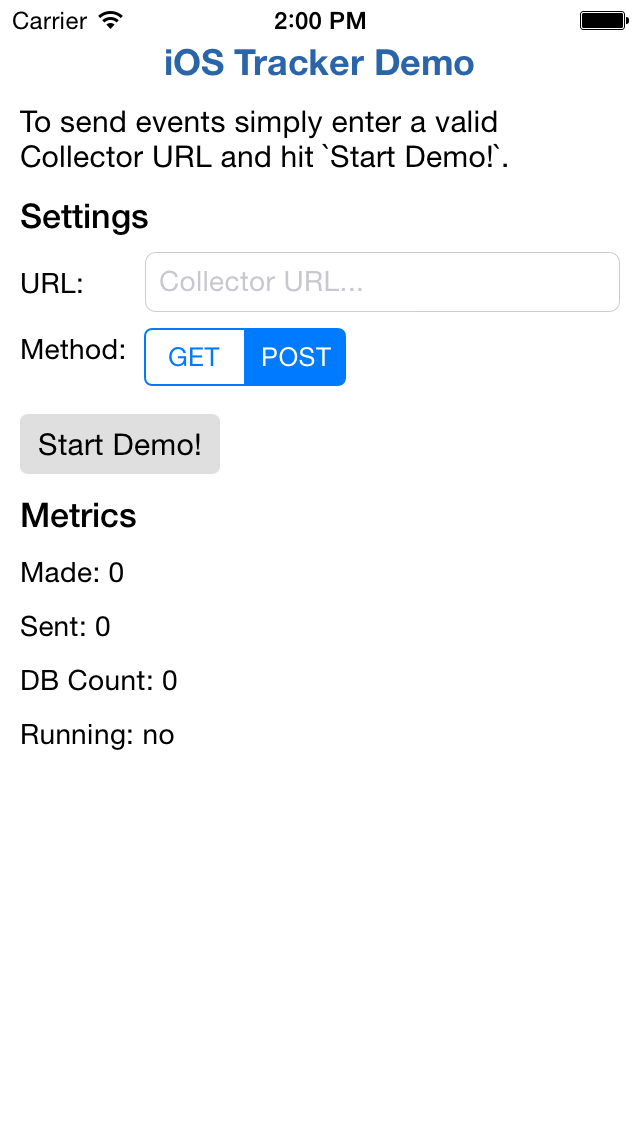 Carrier 2:00 PM
iOS Tracker Demo
To send events simply enter a valid
Collector URL and hit `Start Demo!`.
Settings
URL: Collector URL...
Method: GET POST
Start Demo!
Metrics
Made: 0
Sent: 0
DB Count: 0
Running: no